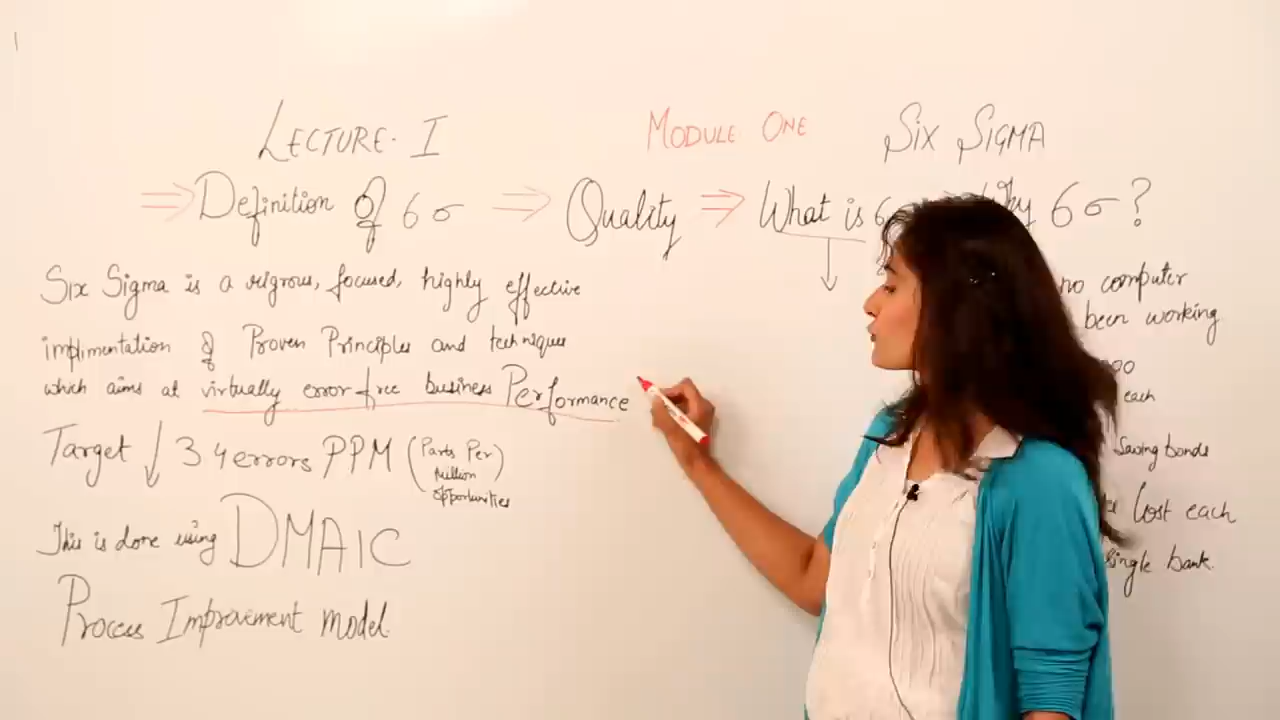 LECTURE-I MODULE ONE SIX SIGMA
⇒ Definition Of 6σ ⇒ Quality ⇒ What is 6 Why 6σ?
Six Sigma is a rigrous, focused, highly effective
implimentation of Proven Principles and techniques
which aims at virtually error free business Performance
Target ↓ 3 4 errors PPM (Parts Per)
Million
opportunities
This is done using DMAIC
Process Improvement model.
no computer
been working
000
each
Saving bonds
lost each
single bank.